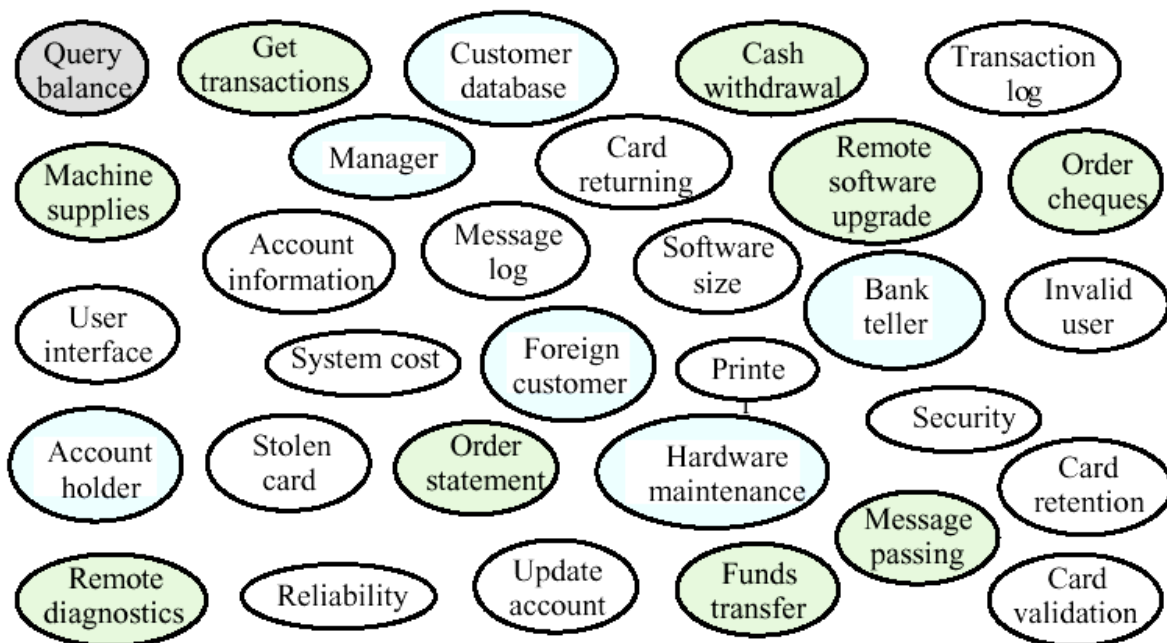 Query
balance
Get
transactions
Customer
database
Cash
withdrawal
Transaction
log
Machine
supplies
Manager
Card
returning
Remote
software
upgrade
Order
cheques
Account
information
Message
log
Software
size
Bank
teller
Invalid
user
User
interface
System cost
Foreign
customer
Printe
r
Security
Account
holder
Stolen
card
Order
statement
Hardware
maintenance
Card
retention
Message
passing
Remote
diagnostics
Reliability
Update
account
Funds
transfer
Card
validation